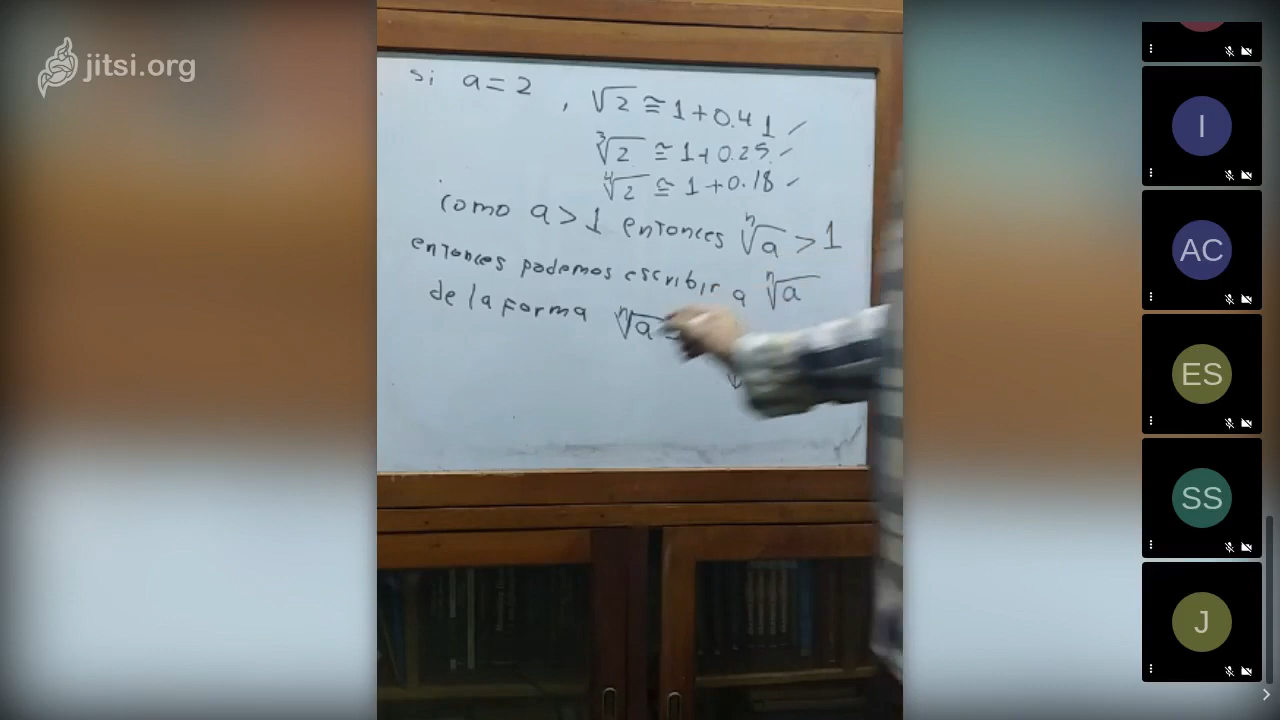 jitsi.org
si a = 2 , √2 ≅ 1 + 0.41 ✓
∛2 ≅ 1 + 0.25 ✓
∜2 ≅ 1 + 0.18 ✓
como a > 1 entonces ⁿ√a > 1
entonces podemos escribir a ⁿ√a
de la forma ⁿ√a
I
AC
ES
SS
J